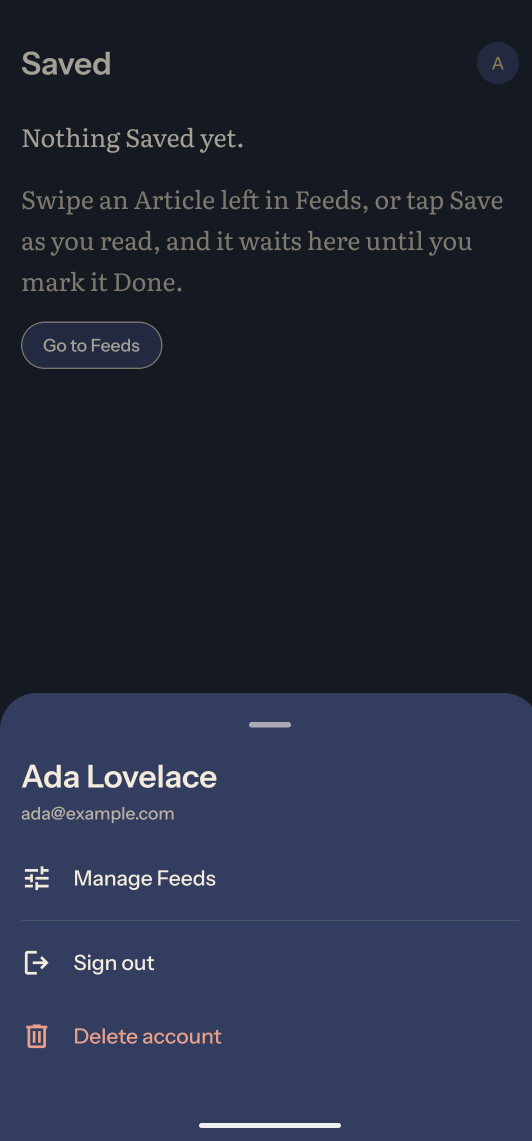 Saved
A
Nothing Saved yet.
Swipe an Article left in Feeds, or tap Save
as you read, and it waits here until you
mark it Done.
Go to Feeds
Ada Lovelace
ada@example.com
Manage Feeds
Sign out
Delete account